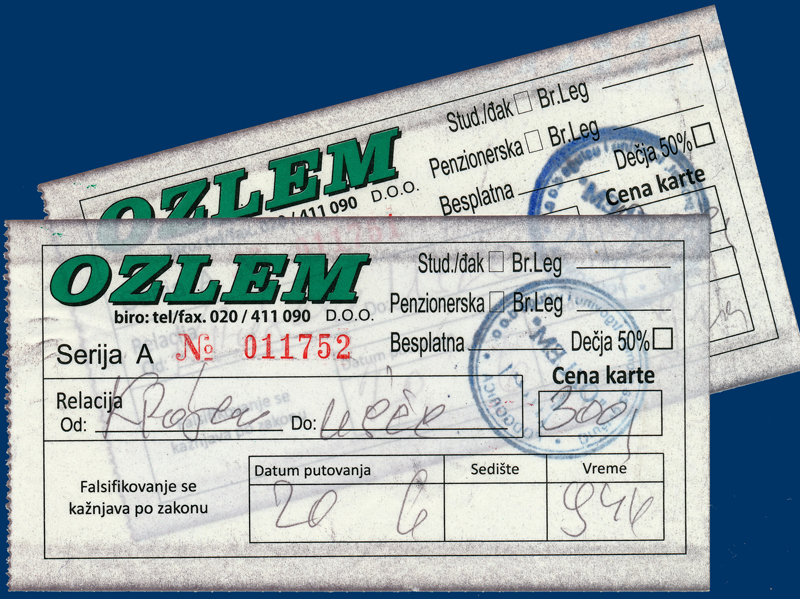 Stud./đak Br.Leg
Penzionerska Br.Leg
Besplatna Dečja 50%
Cena karte
OZLEM
/ 411 090 D.O.O.
OZLEM
biro: tel/fax. 020 / 411 090 D.O.O.
Serija A № 011752
Stud./đak Br.Leg
Penzionerska Br.Leg
Besplatna Dečja 50%
Cena karte
Relacija
Od: Do:
300
Falsifikovanje se
kažnjava po zakonu
Datum putovanja Sedište Vreme
20 6 944